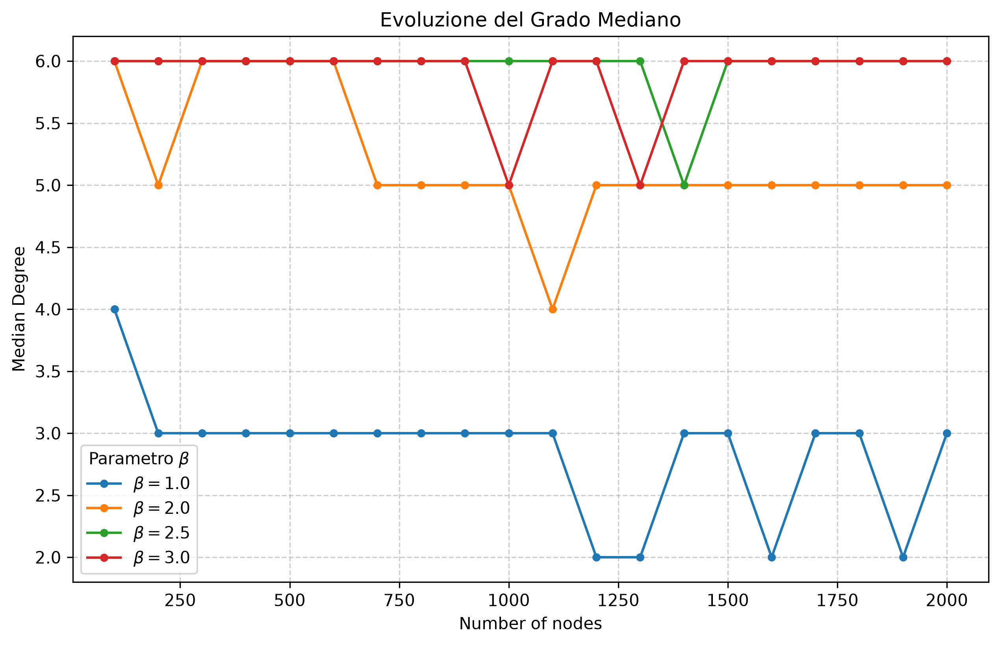 Evoluzione del Grado Mediano
6.0
5.5
5.0
4.5
4.0
3.5
3.0
2.5
2.0
Median Degree
Parametro β
β = 1.0
β = 2.0
β = 2.5
β = 3.0
250 500 750 1000 1250 1500 1750 2000
Number of nodes